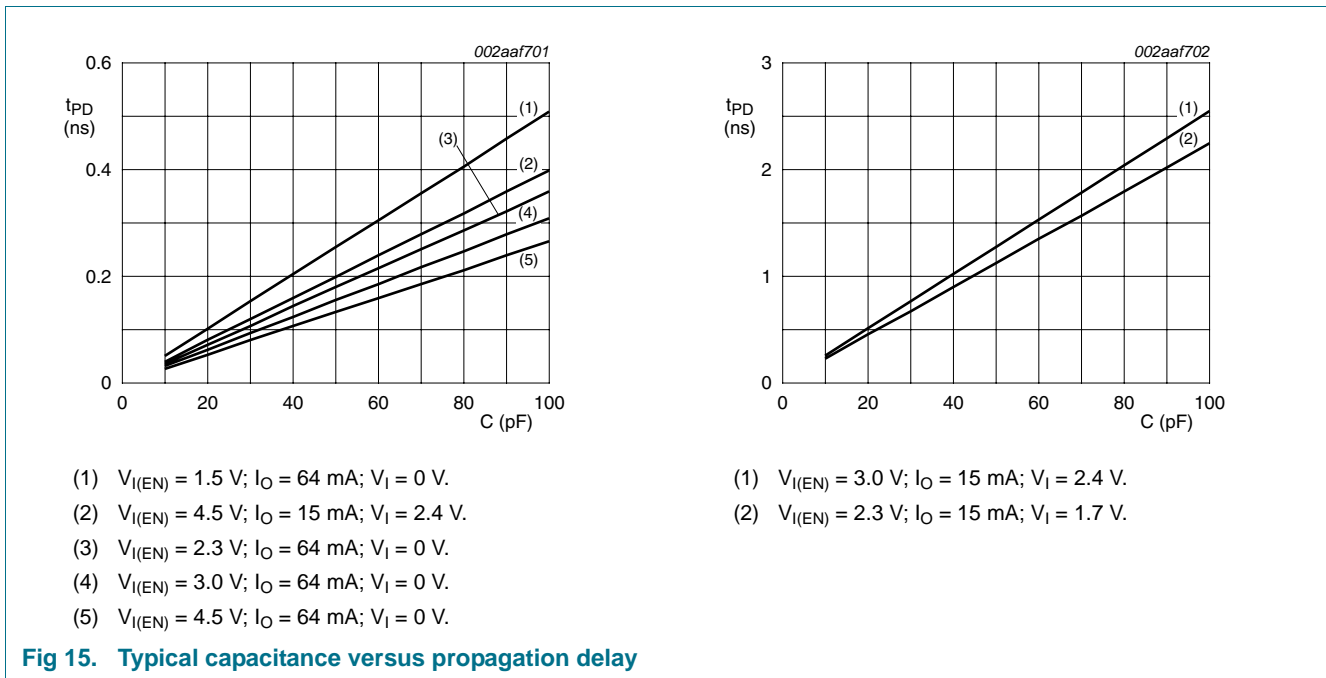 002aaf701
0.6
tPD
(ns)
0.4
0.2
0
(1)
(3)
(2)
(4)
(5)
0 20 40 60 80 100
C (pF)
(1) VI(EN) = 1.5 V; IO = 64 mA; VI = 0 V.
(2) VI(EN) = 4.5 V; IO = 15 mA; VI = 2.4 V.
(3) VI(EN) = 2.3 V; IO = 64 mA; VI = 0 V.
(4) VI(EN) = 3.0 V; IO = 64 mA; VI = 0 V.
(5) VI(EN) = 4.5 V; IO = 64 mA; VI = 0 V.
002aaf702
3
tPD
(ns)
2
1
0
(1)
(2)
0 20 40 60 80 100
C (pF)
(1) VI(EN) = 3.0 V; IO = 15 mA; VI = 2.4 V.
(2) VI(EN) = 2.3 V; IO = 15 mA; VI = 1.7 V.
Fig 15. Typical capacitance versus propagation delay